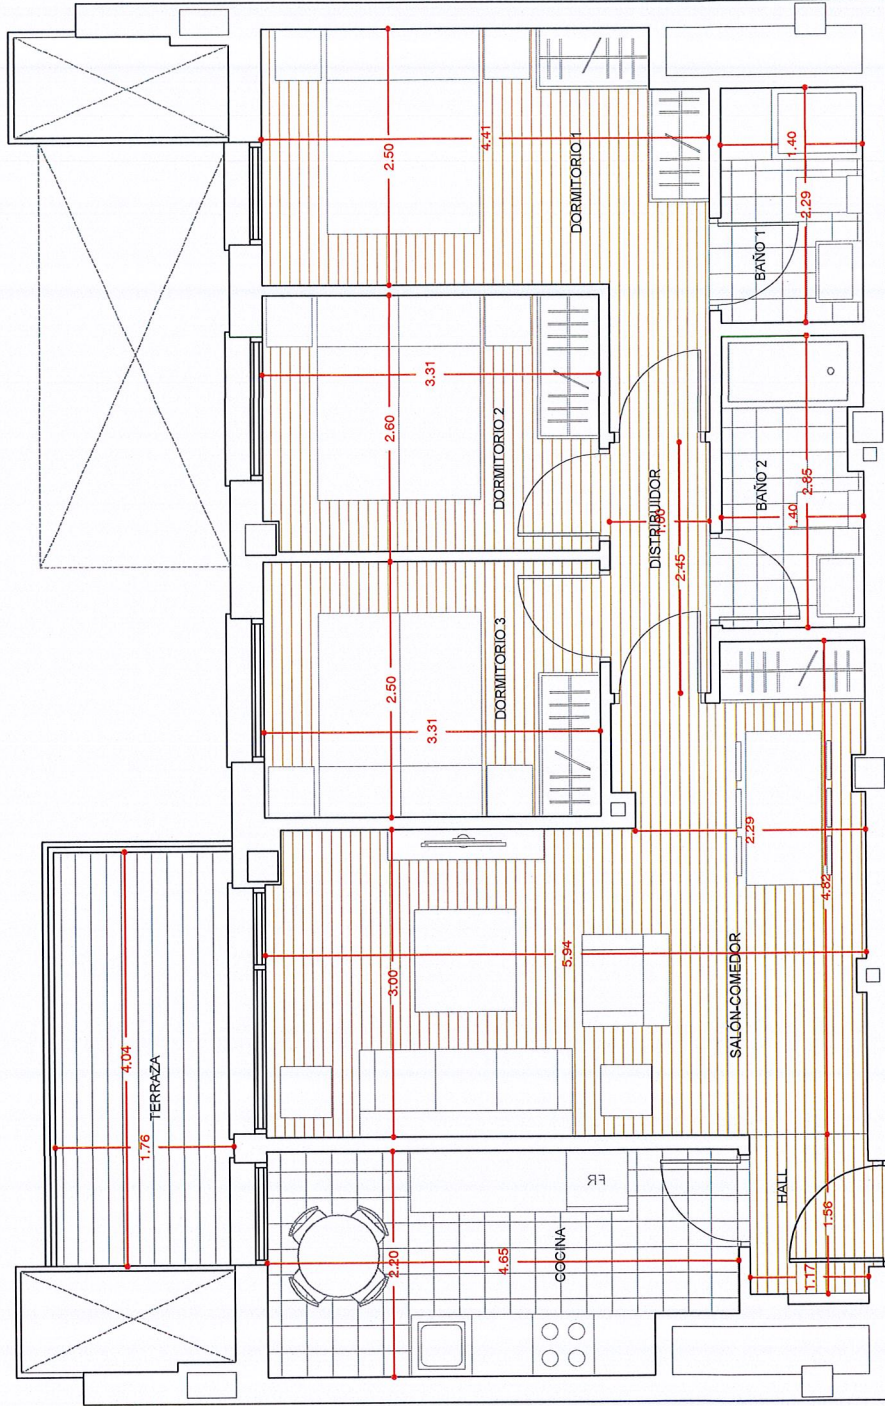 2.50
4.41
DORMITORIO 1
1.40
2.29
BAÑO 1
2.60
3.31
DORMITORIO 2
DISTRIBUIDOR
2.45
BAÑO 2
1.40
2.85
2.50
3.31
DORMITORIO 3
2.29
4.82
3.00
5.94
SALÓN-COMEDOR
4.04
1.76
TERRAZA
2.20
4.65
COCINA
FR
HALL
1.56
1.17